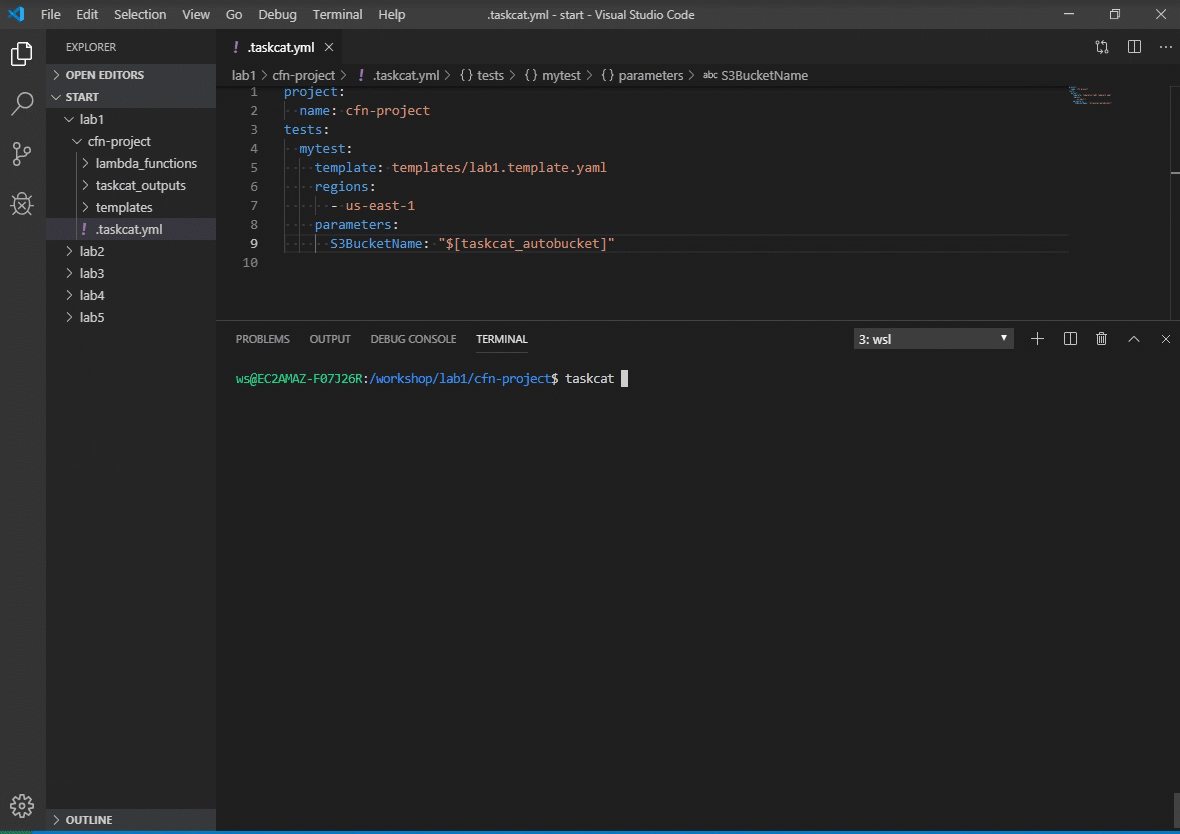 File Edit Selection View Go Debug Terminal Help .taskcat.yml - start - Visual Studio Code
EXPLORER
OPEN EDITORS
START
lab1
cfn-project
lambda_functions
taskcat_outputs
templates
! .taskcat.yml
lab2
lab3
lab4
lab5
OUTLINE
! .taskcat.yml
lab1 > cfn-project > ! .taskcat.yml > {} tests > {} mytest > {} parameters > abc S3BucketName
1 project:
2 name: cfn-project
3 tests:
4 mytest:
5 template: templates/lab1.template.yaml
6 regions:
7 - us-east-1
8 parameters:
9 S3BucketName: "$[taskcat_autobucket]"
10
PROBLEMS OUTPUT DEBUG CONSOLE TERMINAL 3: wsl
ws@EC2AMAZ-F07J26R:/workshop/lab1/cfn-project$ taskcat